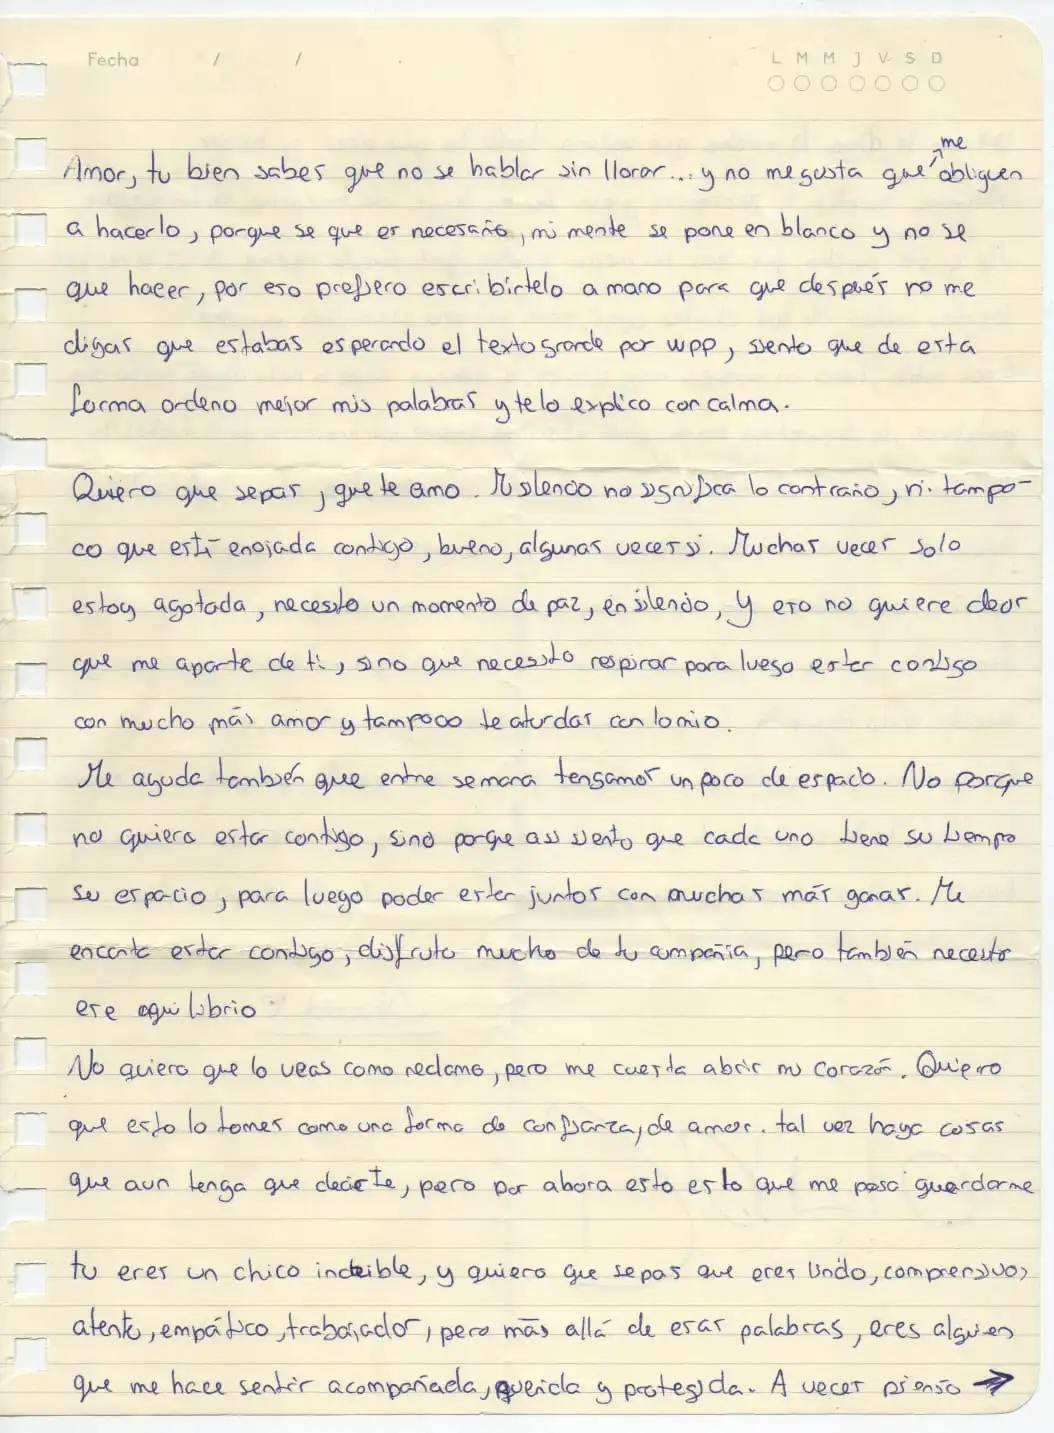 Fecha / /
L M M J V S D
Amor, tu bien sabes que no se hablar sin llorar... y no me gusta que me obliguen
a hacerlo, porque se que es necesario, mi mente se pone en blanco y no se
que hacer, por eso prefiero escribirtelo a mano para que después no me
digas que estabas esperando el texto grande por wpp, siento que de esta
forma ordeno mejor mis palabras y te lo explico con calma.
Quiero que sepas, que te amo. Mi silencio no significa lo contrario, ni tampo-
co que esté enojada contigo, bueno, algunas veces si. Muchas veces solo
estoy agotada, necesito un momento de paz, en silencio, y eso no quiere decir
que me aparte de ti, sino que necesito respirar para luego estar contigo
con mucho más amor y tampoco te aturdas con lo mio.
Me ayuda también que entre semana tengamos un poco de espacio. No porque
no quiera estar contigo, sino porque asi siento que cada uno tiene su tiempo
su espacio, para luego poder estar juntos con muchas más ganas. Me
encanta estar contigo, disfruto mucho de tu compañia, pero también necesito
ese equilibrio
No quiero que lo veas como reclamo, pero me cuesta abrir mi corazón. Quiero
que esto lo tomes como una forma de confianza, de amor. tal vez haya cosas
que aun tenga que decirte, pero por ahora esto es lo que me pasa guardarme
tu eres un chico increible, y quiero que sepas que eres lindo, comprensivo,
atento, empático, trabajador, pero más allá de esas palabras, eres alguien
que me hace sentir acompañada, querida y protegida. A veces pienso →